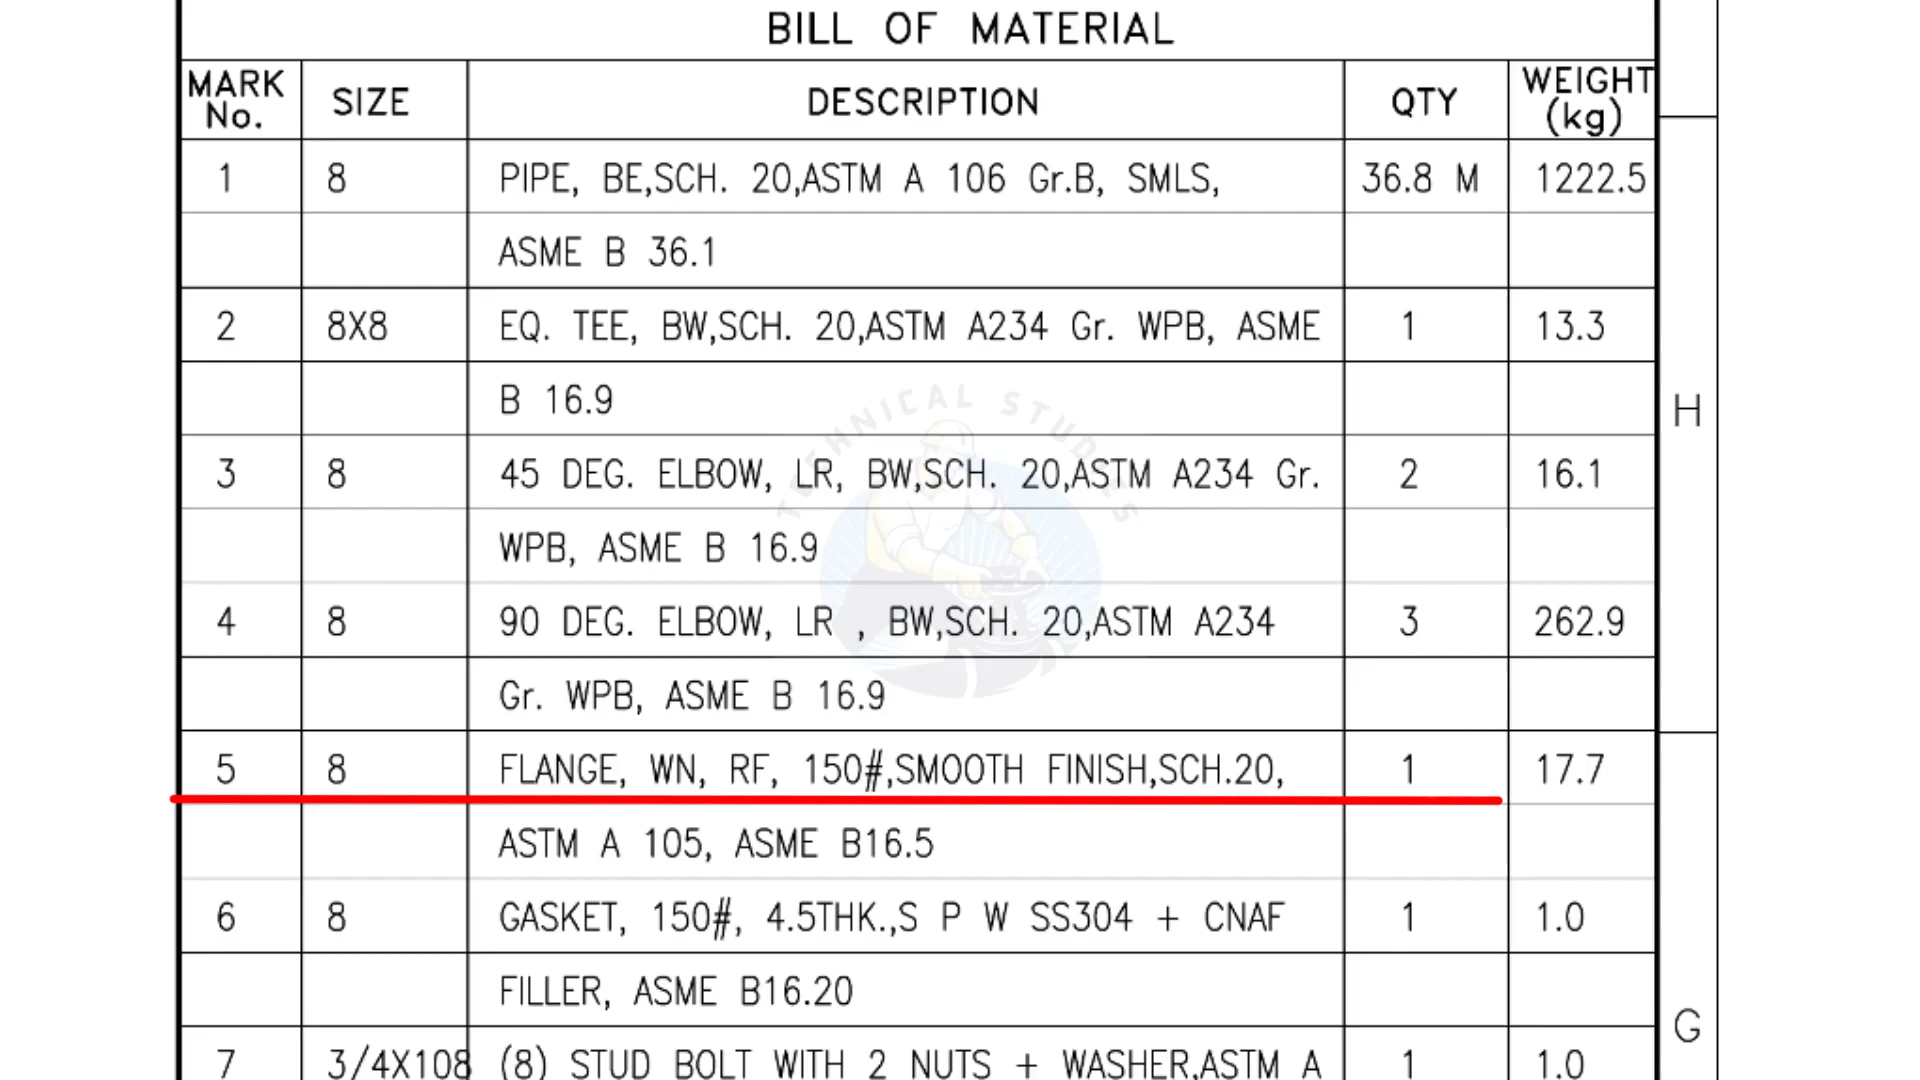 BILL OF MATERIAL
MARK No. SIZE DESCRIPTION QTY WEIGHT (kg)
1 8 PIPE, BE,SCH. 20,ASTM A 106 Gr.B, SMLS, 36.8 M 1222.5
ASME B 36.1
2 8X8 EQ. TEE, BW,SCH. 20,ASTM A234 Gr. WPB, ASME 1 13.3
B 16.9
H
3 8 45 DEG. ELBOW, LR, BW,SCH. 20,ASTM A234 Gr. 2 16.1
WPB, ASME B 16.9
4 8 90 DEG. ELBOW, LR , BW,SCH. 20,ASTM A234 3 262.9
Gr. WPB, ASME B 16.9
5 8 FLANGE, WN, RF, 150#,SMOOTH FINISH,SCH.20, 1 17.7
ASTM A 105, ASME B16.5
6 8 GASKET, 150#, 4.5THK.,S P W SS304 + CNAF 1 1.0
FILLER, ASME B16.20
G
7 3/4X108 (8) STUD BOLT WITH 2 NUTS + WASHER,ASTM A 1 1.0
TECHNICAL STUDIES